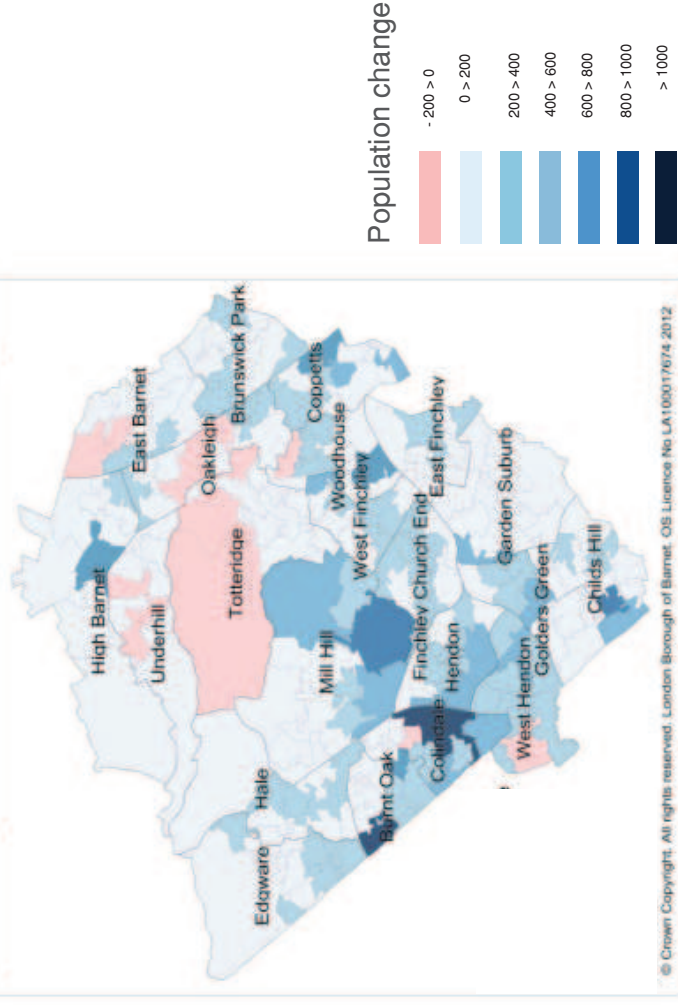 Population change
- 200 > 0
0 > 200
200 > 400
400 > 600
600 > 800
800 > 1000
> 1000
High Barnet
East Barnet
Underhill
Oakleigh
Brunswick Park
Totteridge
Coppetts
Woodhouse
Mill Hill
West Finchley
East Finchley
Hale
Edgware
Finchley Church End
Garden Suburb
Hendon
Golders Green
Burnt Oak
Colindale
West Hendon
Childs Hill
© Crown Copyright. All rights reserved. London Borough of Barnet. OS Licence No LA100017674 2012